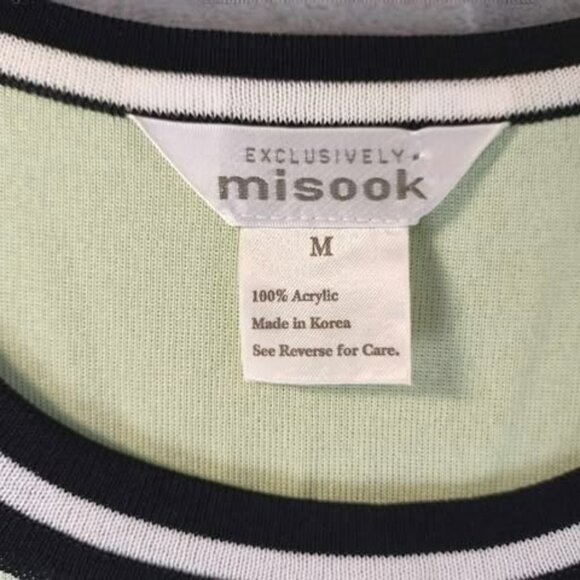 EXCLUSIVELY
misook
M
100% Acrylic
Made in Korea
See Reverse for Care.